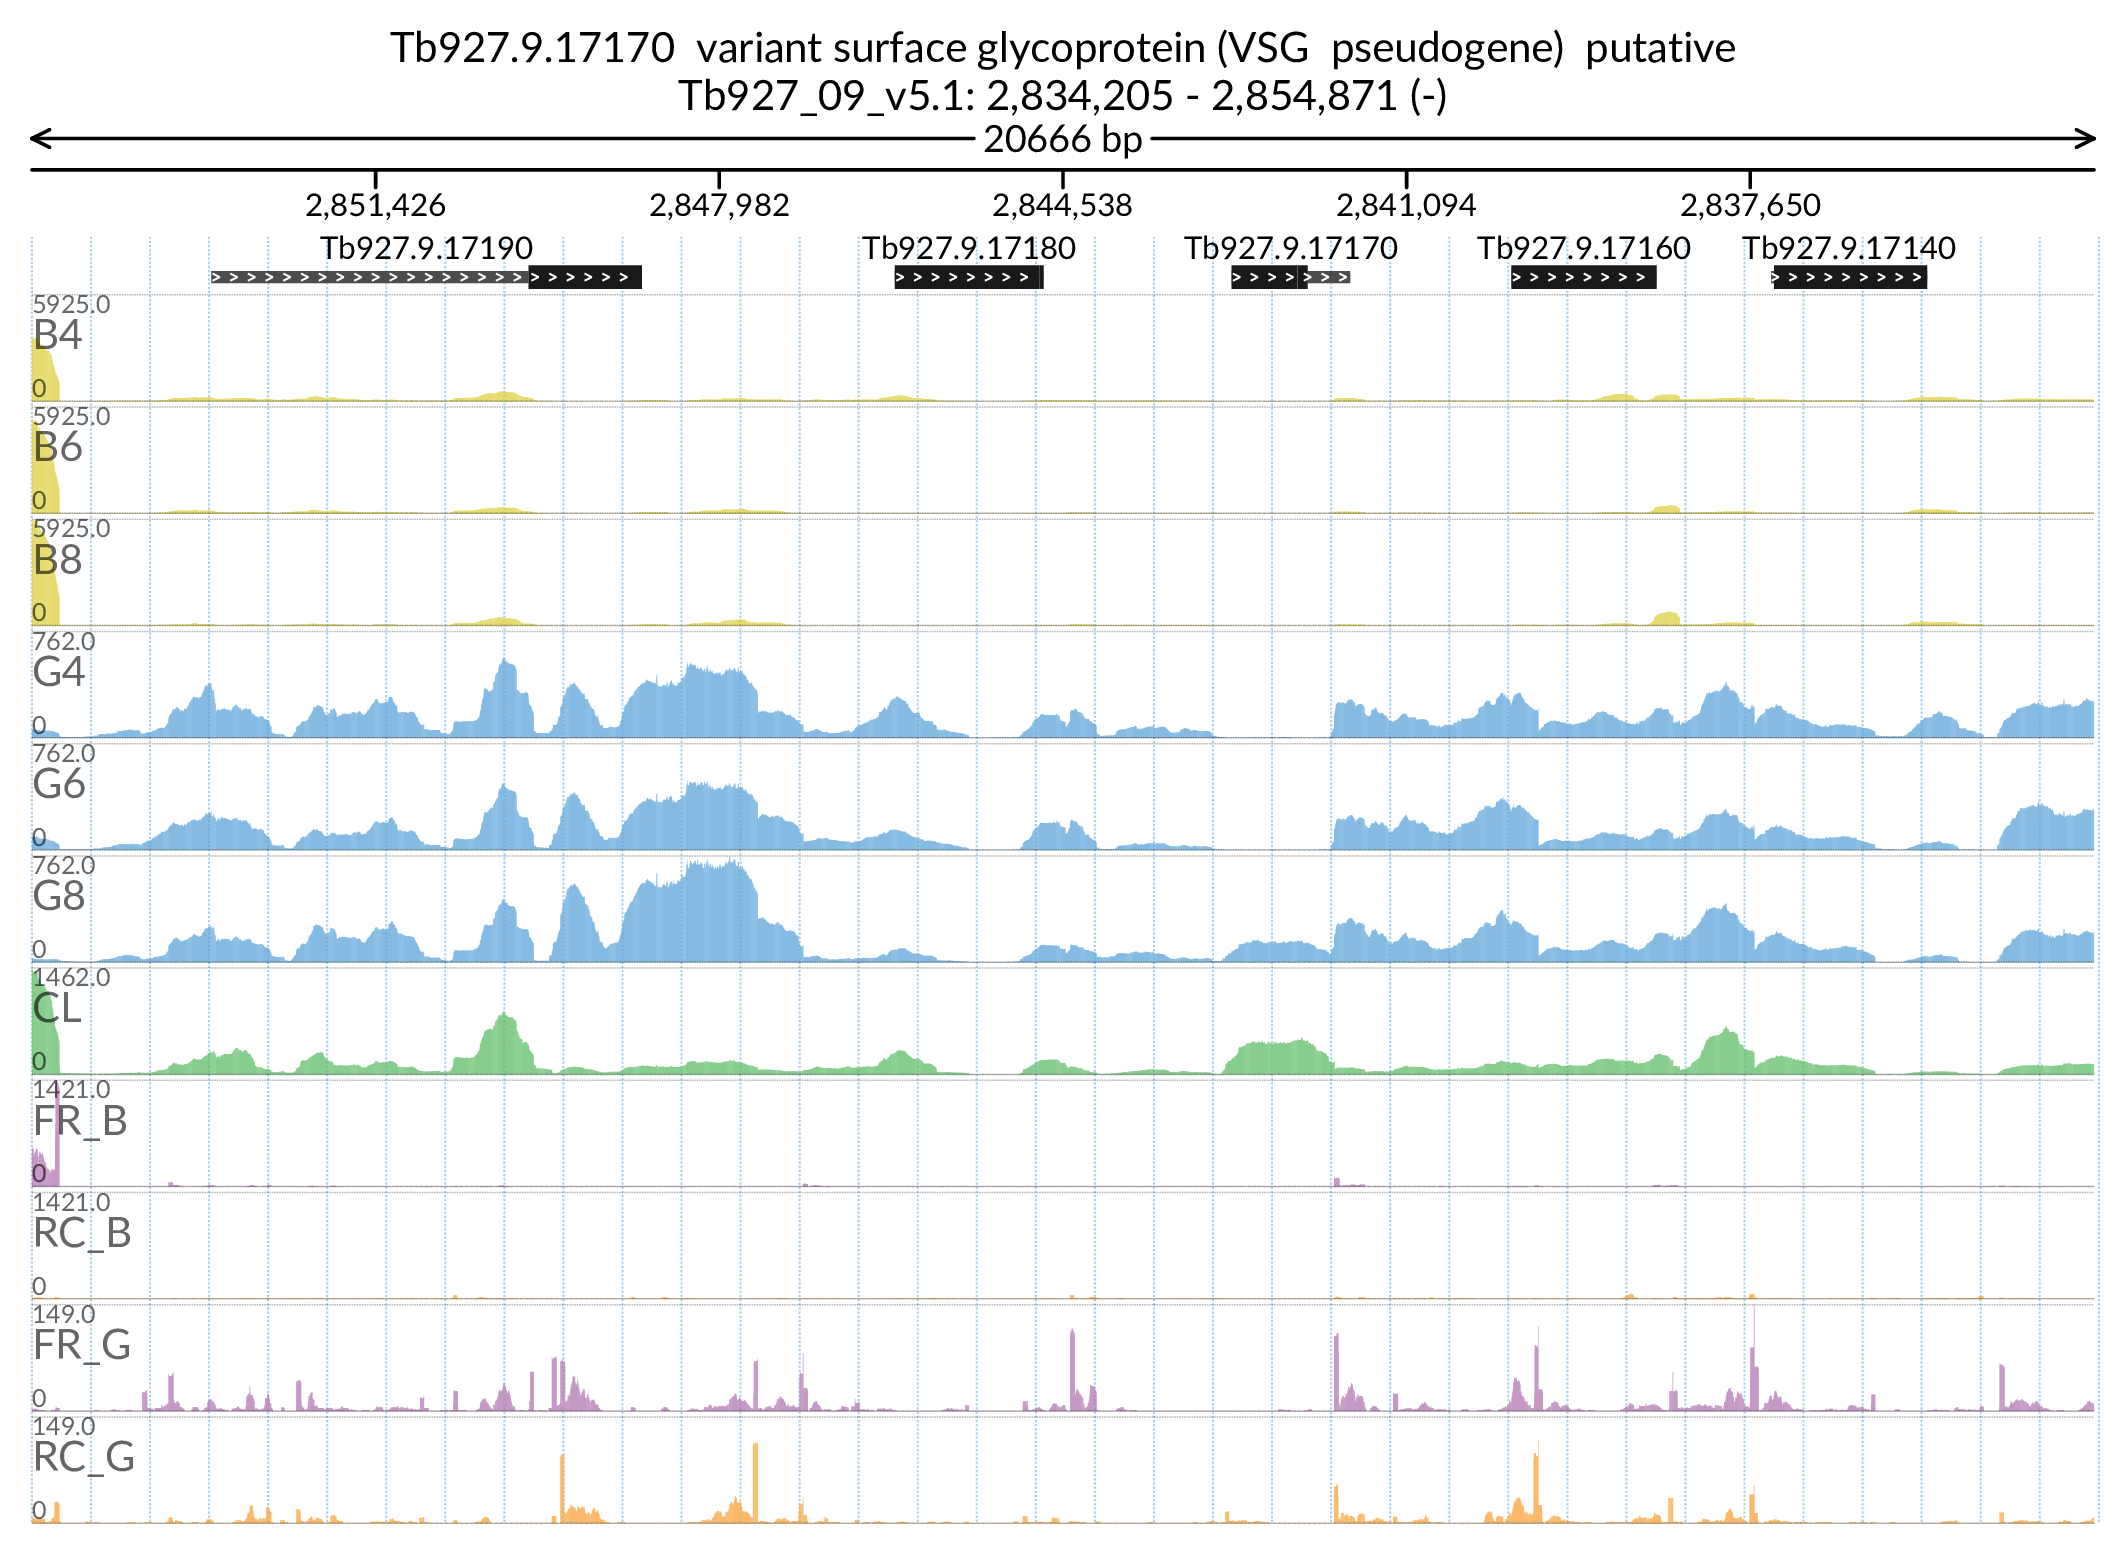 Tb927.9.17170  variant surface glycoprotein (VSG  pseudogene)  putative
Tb927_09_v5.1: 2,834,205 - 2,854,871 (-)
20666 bp
2,851,426 2,847,982 2,844,538 2,841,094 2,837,650
Tb927.9.17190 Tb927.9.17180 Tb927.9.17170 Tb927.9.17160 Tb927.9.17140
5925.0
B4
0
5925.0
B6
0
5925.0
B8
0
762.0
G4
0
762.0
G6
0
762.0
G8
0
1462.0
CL
0
1421.0
FR_B
0
1421.0
RC_B
0
149.0
FR_G
0
149.0
RC_G
0